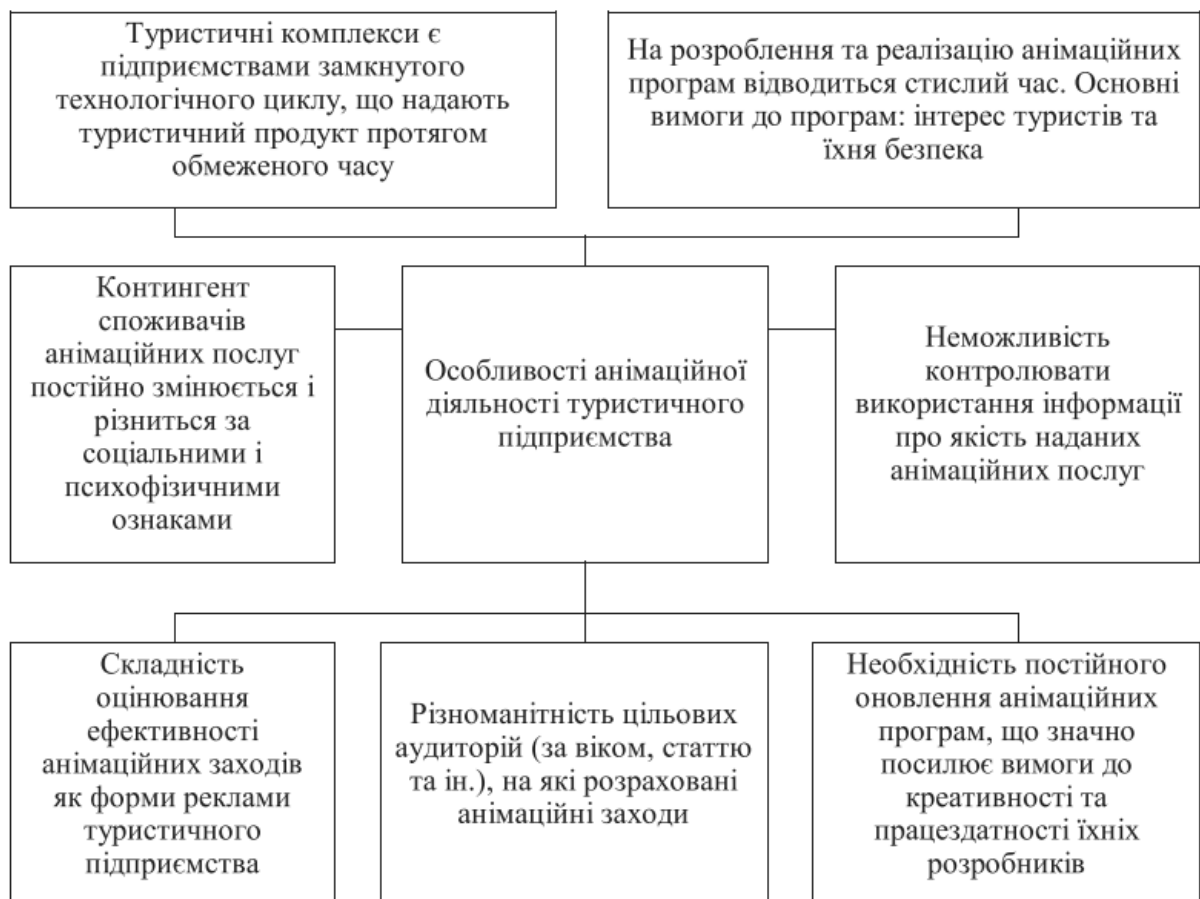 Туристичні комплекси є
підприємствами замкнутого
технологічного циклу, що надають
туристичний продукт протягом
обмеженого часу
На розроблення та реалізацію анімаційних
програм відводиться стислий час. Основні
вимоги до програм: інтерес туристів та
їхня безпека
Контингент
споживачів
анімаційних послуг
постійно змінюється і
різниться за
соціальними і
психофізичними
ознаками
Особливості анімаційної
діяльності туристичного
підприємства
Неможливість
контролювати
використання інформації
про якість наданих
анімаційних послуг
Складність
оцінювання
ефективності
анімаційних заходів
як форми реклами
туристичного
підприємства
Різноманітність цільових
аудиторій (за віком, статтю
та ін.), на які розраховані
анімаційні заходи
Необхідність постійного
оновлення анімаційних
програм, що значно
посилює вимоги до
креативності та
працездатності їхніх
розробників